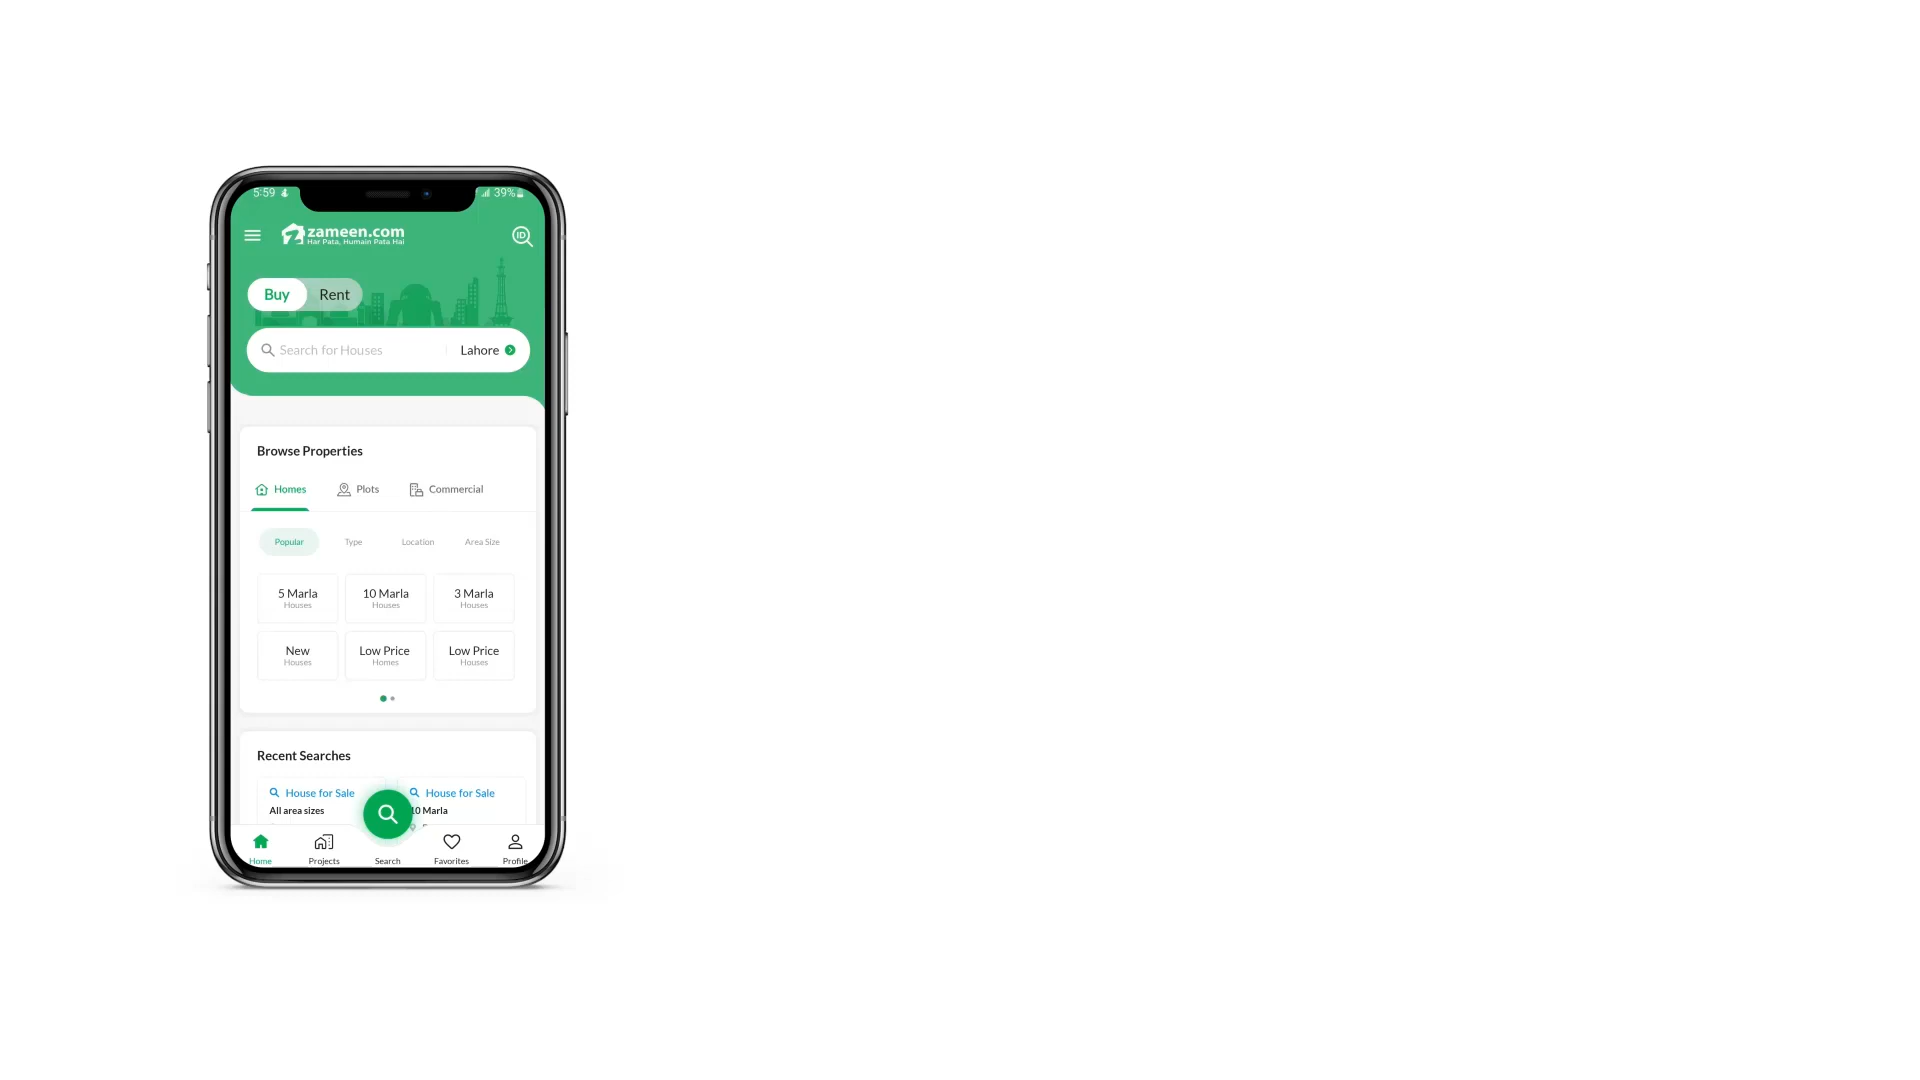 5:59 39%
zameen.com
Har Pata, Humain Pata Hai
ID
Buy Rent
Search for Houses Lahore
Browse Properties
Homes Plots Commercial
Popular Type Location Area Size
5 Marla 10 Marla 3 Marla
Houses Houses Houses
New Low Price Low Price
Houses Homes Houses
Recent Searches
House for Sale House for Sale
All area sizes 10 Marla
Home Projects Search Favorites Profile